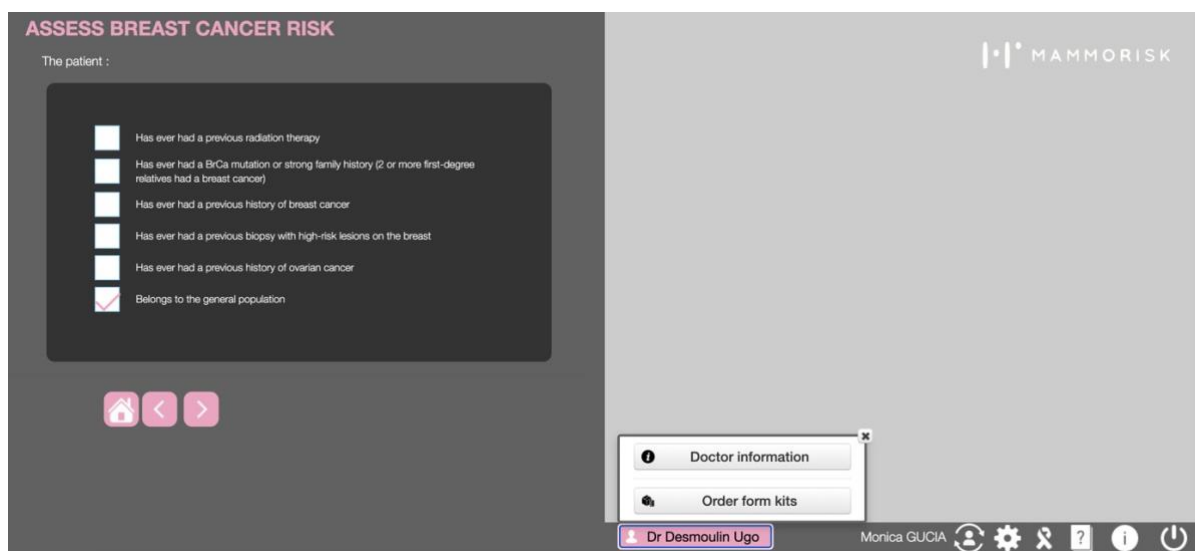 ASSESS BREAST CANCER RISK
The patient :
Has ever had a previous radiation therapy
Has ever had a BrCa mutation or strong family history (2 or more first-degree
relatives had a breast cancer)
Has ever had a previous history of breast cancer
Has ever had a previous biopsy with high-risk lesions on the breast
Has ever had a previous history of ovarian cancer
Belongs to the general population
MAMMORISK
Doctor information
Order form kits
Dr Desmoulin Ugo
Monica GUCIA